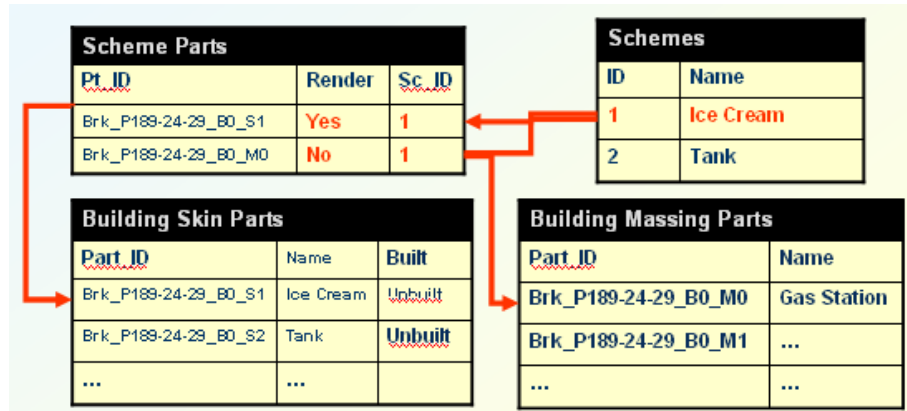 Scheme Parts
Pt_ID Render Sc_ID
Brk_P189-24-29_B0_S1 Yes 1
Brk_P189-24-29_B0_M0 No 1
Schemes
ID Name
1 Ice Cream
2 Tank
Building Skin Parts
Part_ID Name Built
Brk_P189-24-29_B0_S1 Ice Cream Unbuilt
Brk_P189-24-29_B0_S2 Tank Unbuilt
... ...
Building Massing Parts
Part_ID Name
Brk_P189-24-29_B0_M0 Gas Station
Brk_P189-24-29_B0_M1 ...
... ...